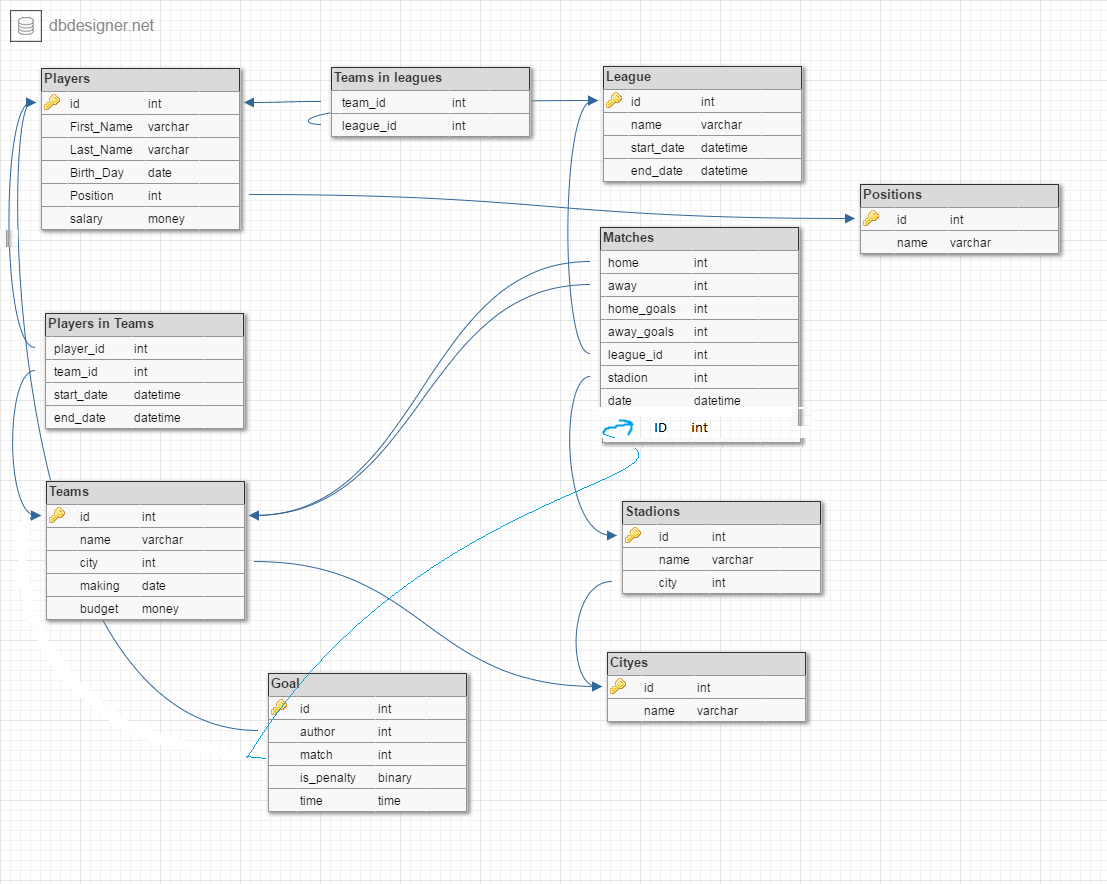 dbdesigner.net
Players
id int
First_Name varchar
Last_Name varchar
Birth_Day date
Position int
salary money
Teams in leagues
team_id int
league_id int
League
id int
name varchar
start_date datetime
end_date datetime
Positions
id int
name varchar
Matches
home int
away int
home_goals int
away_goals int
league_id int
stadion int
date datetime
ID int
Players in Teams
player_id int
team_id int
start_date datetime
end_date datetime
Teams
id int
name varchar
city int
making date
budget money
Stadions
id int
name varchar
city int
Cityes
id int
name varchar
Goal
id int
author int
match int
is_penalty binary
time time